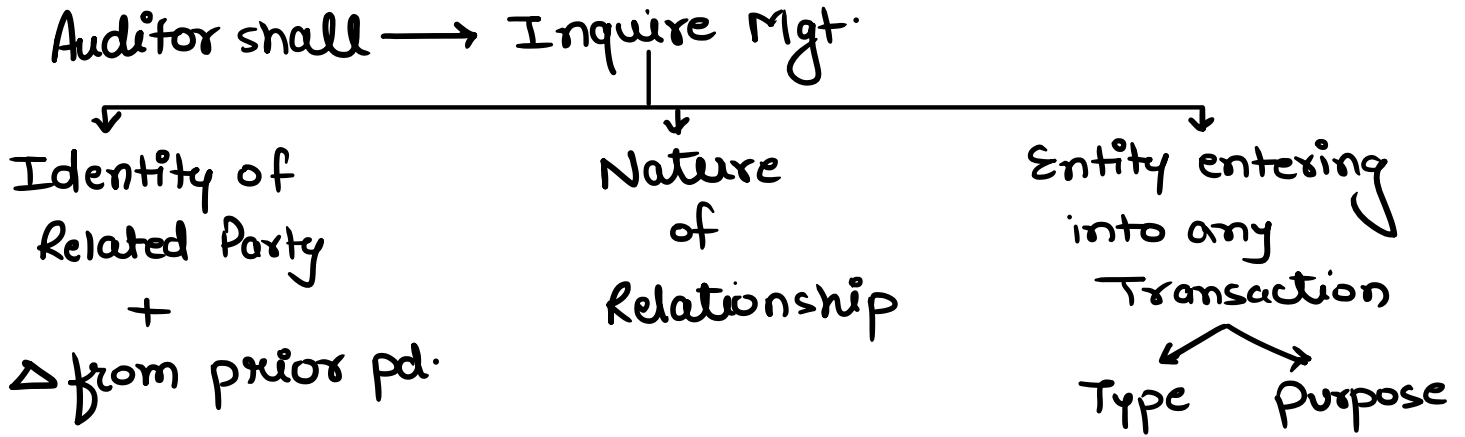 Auditor shall → Inquire Mgt.
Identity of
Related Party
+
Δ from prior pd.
Nature
of
Relationship
Entity entering
into any
Transaction
Type
Purpose